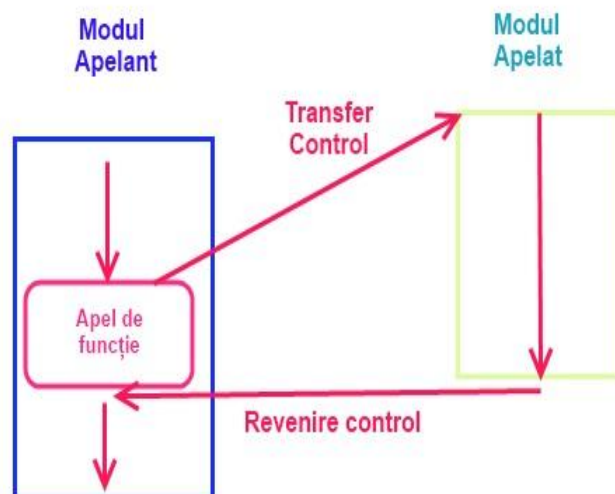 Modul
Apelant
Modul
Apelat
Transfer
Control
Apel de
funcție
Revenire control